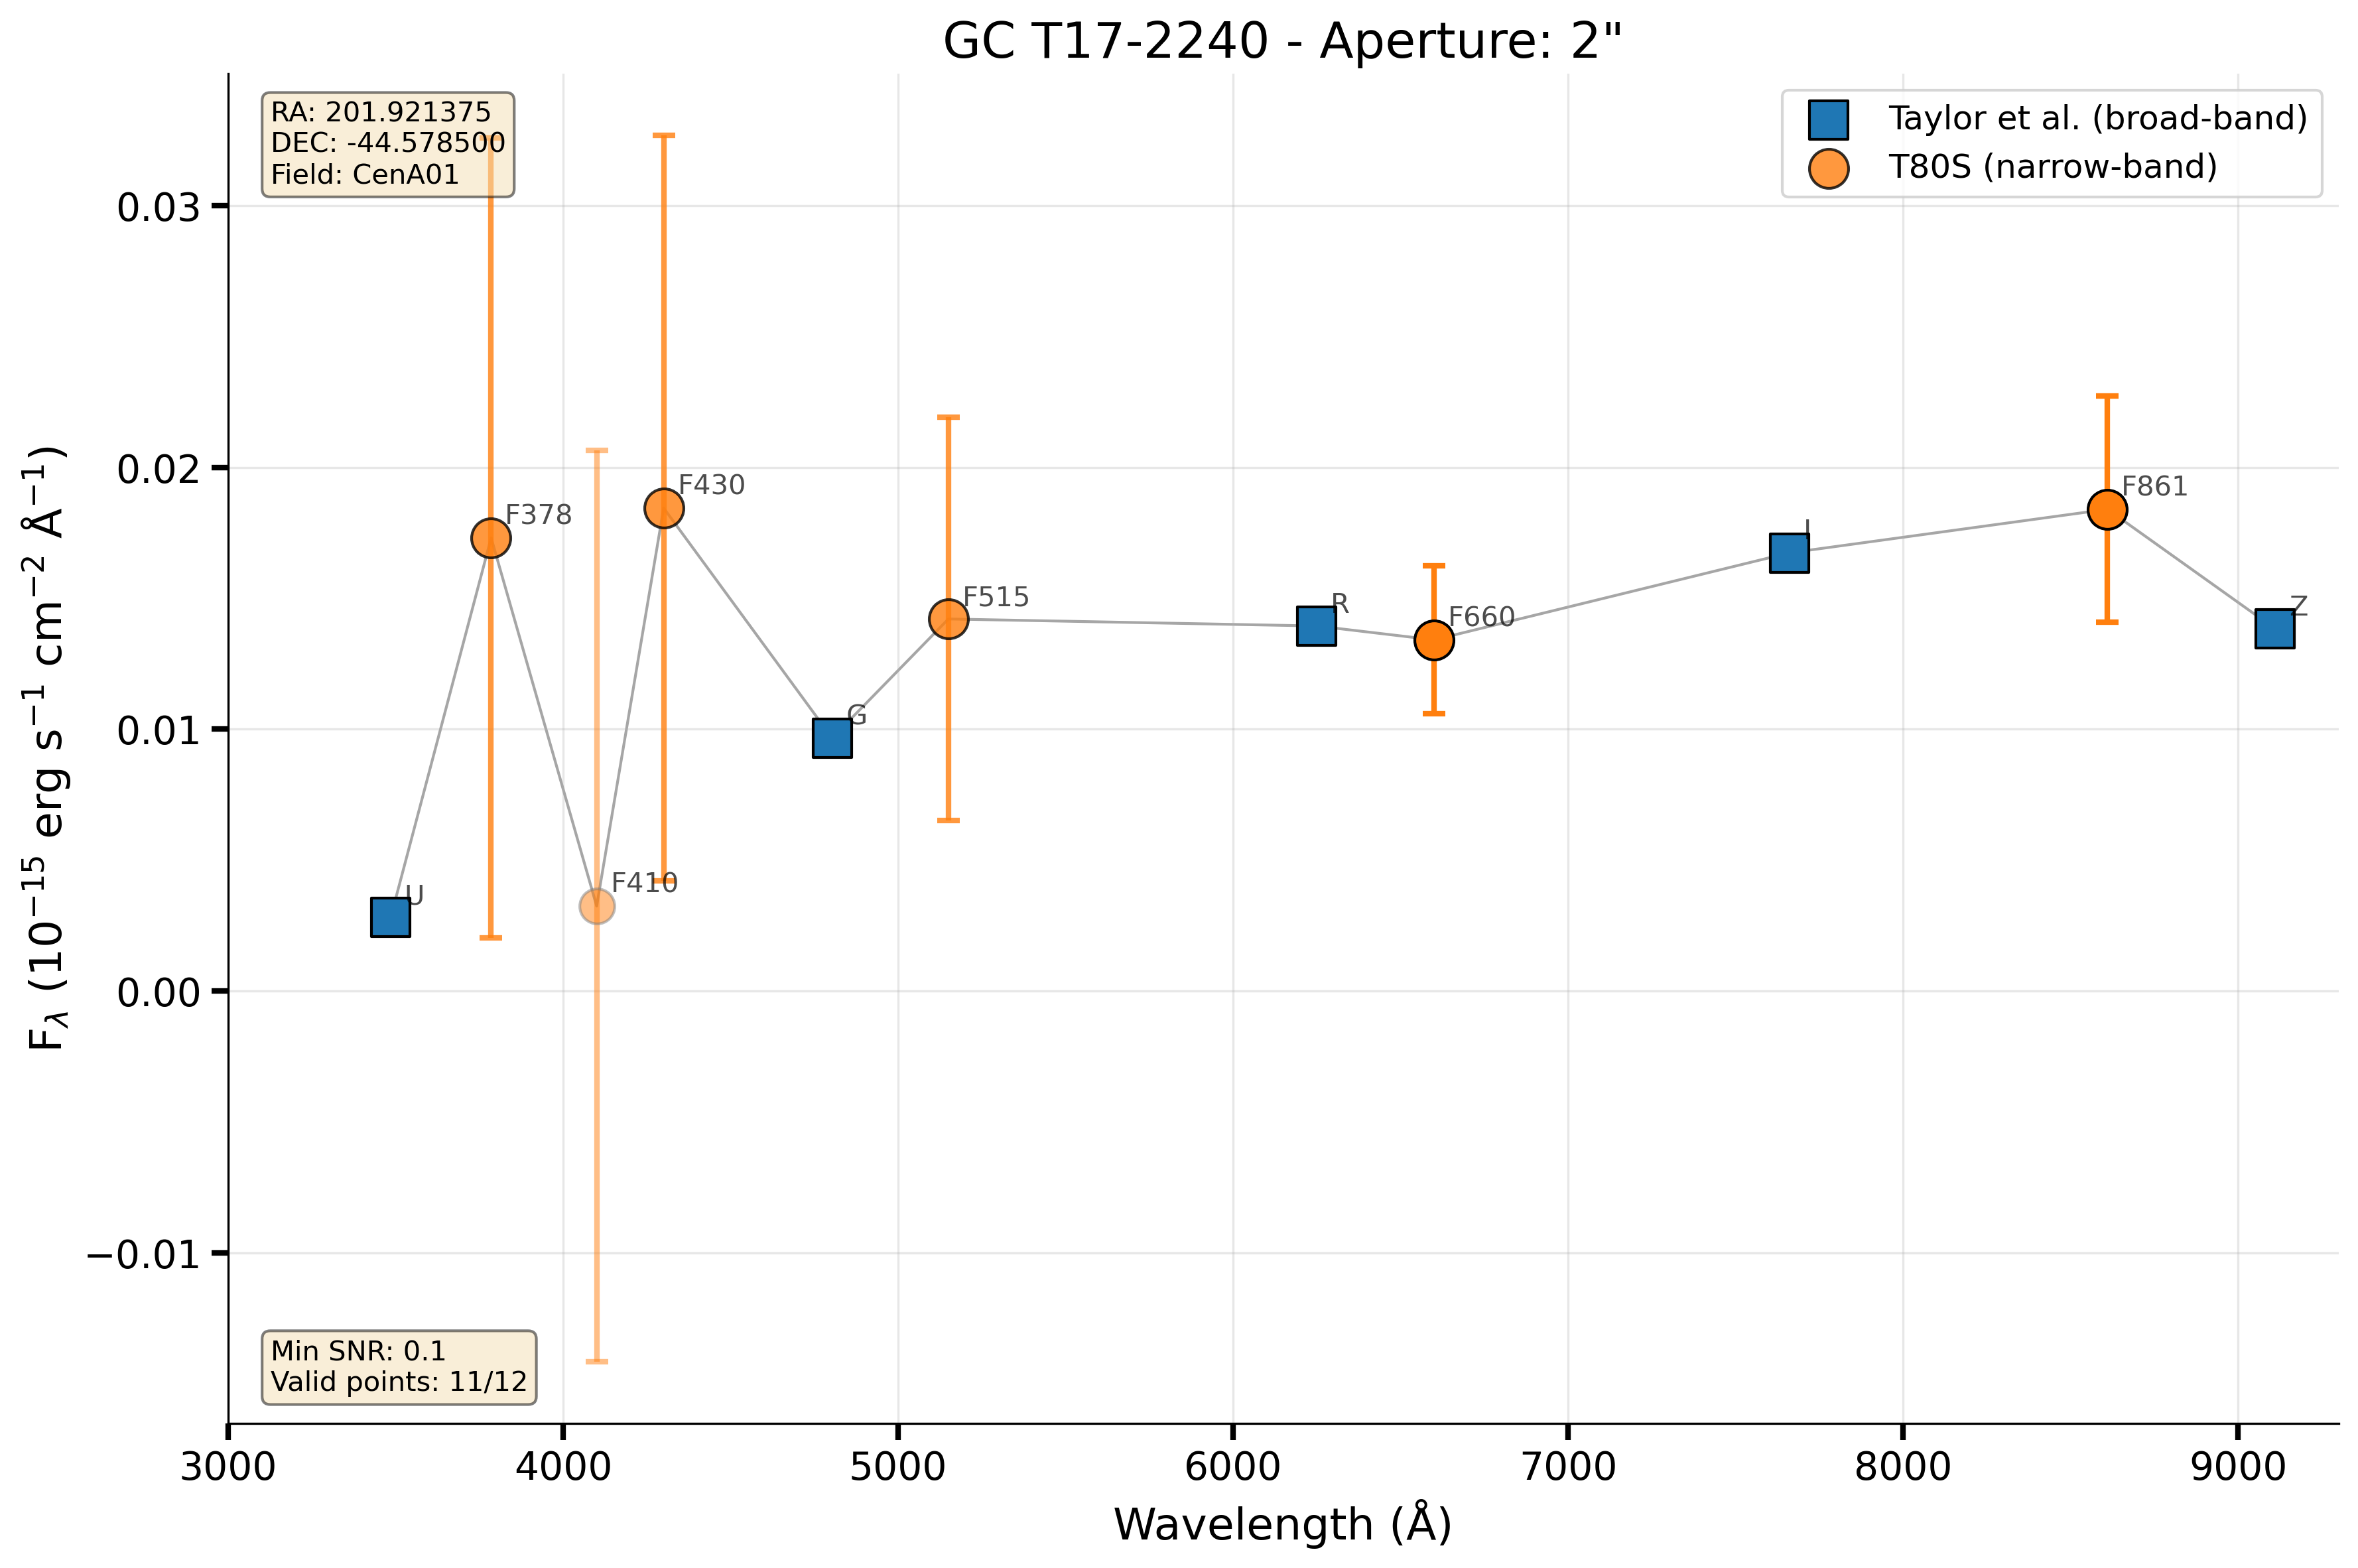 GC T17-2240 - Aperture: 2"
RA: 201.921375
DEC: -44.578500
Field: CenA01
Taylor et al. (broad-band)
T80S (narrow-band)
F_λ (10⁻¹⁵ erg s⁻¹ cm⁻² Å⁻¹)
0.03
0.02
0.01
0.00
−0.01
U
F378
F410
F430
G
F515
R
F660
I
F861
Z
Min SNR: 0.1
Valid points: 11/12
3000 4000 5000 6000 7000 8000 9000
Wavelength (Å)